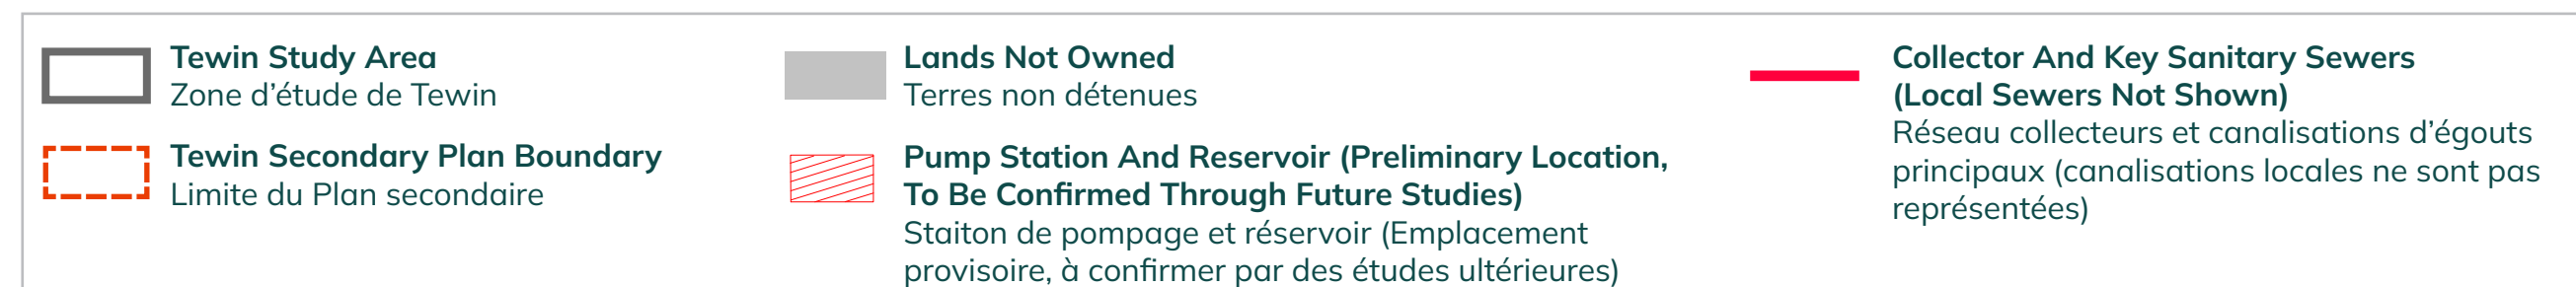 Tewin Study Area
Zone d’étude de Tewin
Tewin Secondary Plan Boundary
Limite du Plan secondaire
Lands Not Owned
Terres non détenues
Pump Station And Reservoir (Preliminary Location,
To Be Confirmed Through Future Studies)
Staiton de pompage et réservoir (Emplacement
provisoire, à confirmer par des études ultérieures)
Collector And Key Sanitary Sewers
(Local Sewers Not Shown)
Réseau collecteurs et canalisations d’égouts
principaux (canalisations locales ne sont pas
représentées)